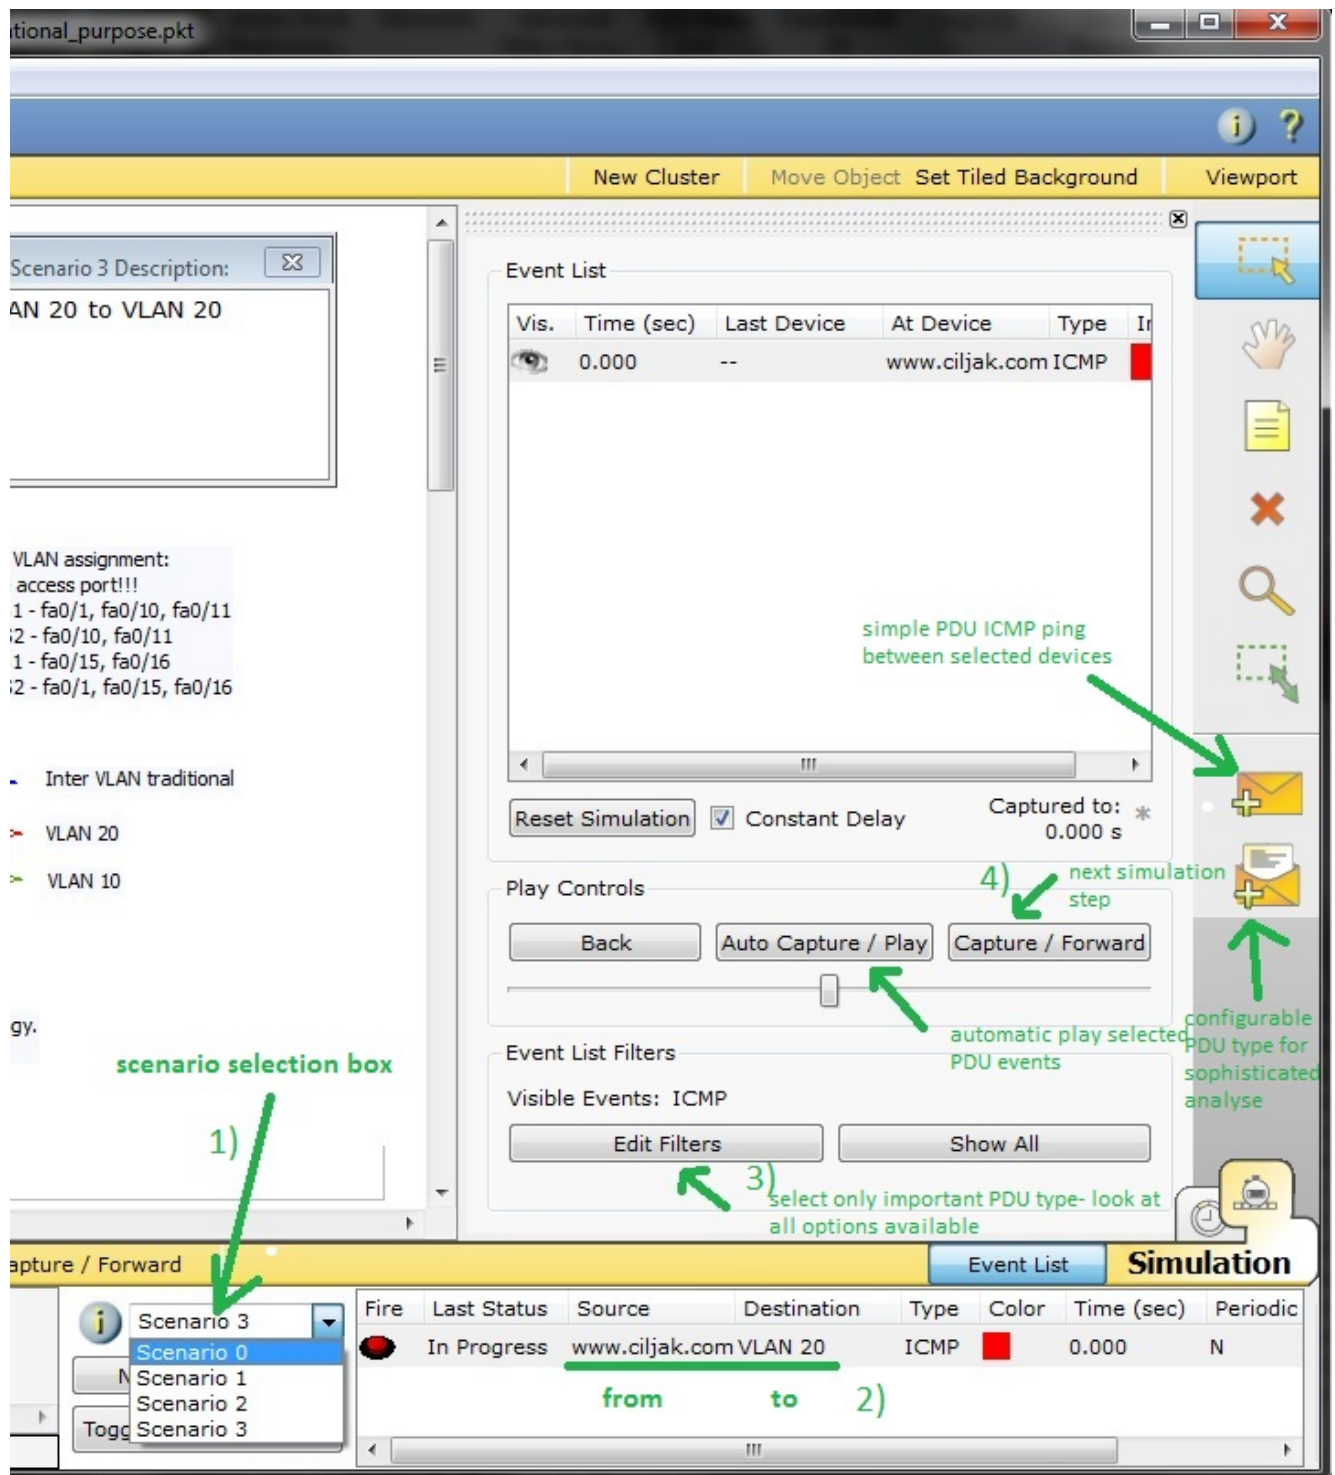 tional_purpose.pkt
New Cluster Move Object Set Tiled Background Viewport
Scenario 3 Description:
AN 20 to VLAN 20
Event List
Vis. Time (sec) Last Device At Device Type In
0.000 -- www.ciljak.com ICMP
VLAN assignment:
access port!!!
1 - fa0/1, fa0/10, fa0/11
S2 - fa0/10, fa0/11
1 - fa0/15, fa0/16
S2 - fa0/1, fa0/15, fa0/16
simple PDU ICMP ping
between selected devices
Inter VLAN traditional
VLAN 20
VLAN 10
Reset Simulation Constant Delay Captured to: *
0.000 s
Play Controls
4) next simulation
step
Back Auto Capture / Play Capture / Forward
automatic play selected
PDU events
configurable
PDU type for
sophisticated
analyse
gy.
scenario selection box
1)
Event List Filters
Visible Events: ICMP
Edit Filters Show All
3)
select only important PDU type- look at
all options available
apture / Forward Event List Simulation
Scenario 3
Scenario 0
Scenario 1
Scenario 2
Scenario 3
N
Togg
Fire Last Status Source Destination Type Color Time (sec) Periodic
In Progress www.ciljak.com VLAN 20 ICMP 0.000 N
from to 2)